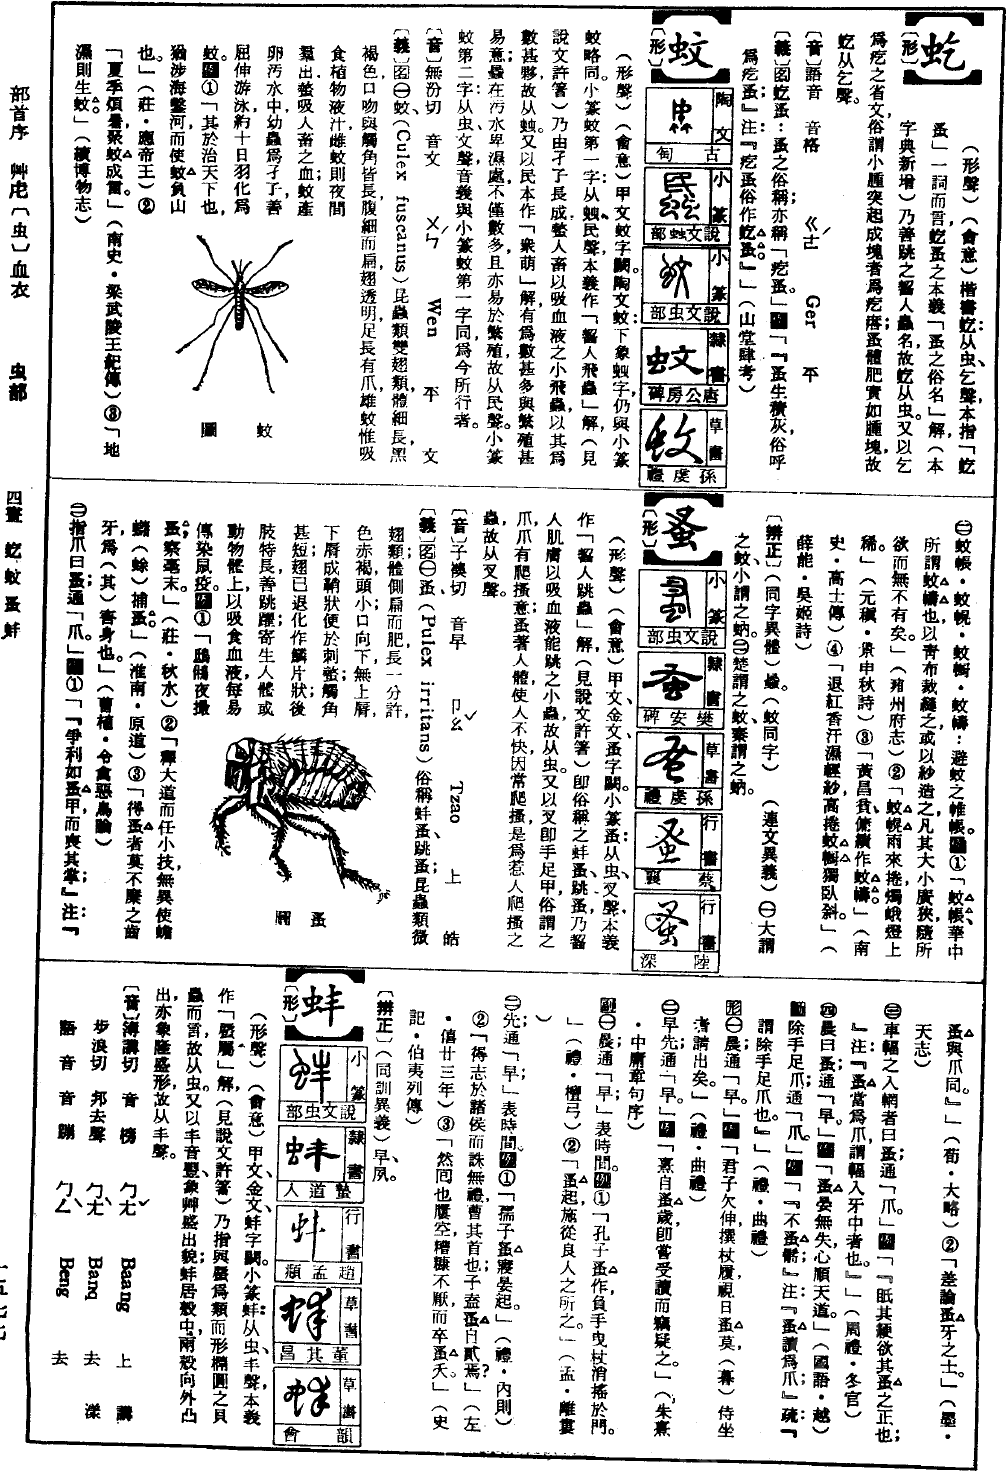 虼
〔形〕
（形聲）（會意）楷書虼从虫、乞聲本指「虼
蚤」一詞而言虼蚤之本義「蚤之俗名」解（本
字典新增）乃善跳之齧人蟲名故虼从虫。又以乞
為疙之省文俗謂小腫突起成塊者為疙瘩蚤體肥實如腫塊故
虼从乞聲。
〔音〕語音 音格 ㄍㄜˊ Ger 平
〔義〕名虼蚤：蚤之俗稱亦稱「疙蚤。」例「『蚤生積灰俗呼
為疙蚤』注『疙蚤俗作虼蚤。』」（山堂肆考）
蚊
〔形〕
陶文
古匋
小篆
說文䖵部
小篆
說文虫部
隸書
唐公房碑
草書
孫虔禮
（形聲）（會意）甲文蚊字闕。陶文蚊：下象䖵字仍與小篆
蚊略同。小篆蚊第一字从䖵、民聲本義作「齧人飛蟲」解（見
說文許箸）乃由孑孓長成螫人畜以吸血液之小飛蟲以其為
數甚夥故从䖵。又以民本作「衆萌」解有為數甚多與繁殖甚
易意；蟲在污水卑濕處不僅數多且亦易於繁殖故从民聲。小篆
蚊第二字从虫、文聲音義與小篆蚊第一字同為今所行者。
〔音〕無汾切 音文 ㄨㄣˊ Wen 平 文
〔義〕名㊀蚊(Culex fuscanus)昆蟲類雙翅類體細長黑
褐色口吻與觸角皆長腹細而扁翅透明足長有爪雄蚊惟吸
食植物液汁雌蚊則夜間
羣出螫吸人畜之血蚊產
卵污水中幼蟲為孑孓善
屈伸游泳約十日羽化為
蚊。例①「其於治天下也，
猶涉海鑿河而使蚊負山
也。」（莊・應帝王）②
「夏季煩暑聚蚊成雷」（南史・梁武陵王紀傳）③「地
濕則生蚊」（續博物志）
蚊圖
㊁蚊帳・蚊幌・蚊㡡・蚊幬：避蚊之帷帳。例①「蚊帳、華中
所謂蚊幬也以靑布裁縫之或以紗造之凡其大小廣狹隨所
欲而無不有矣。」（雍州府志）②「蚊幌雨來捲燭蛾燈上
稀。」（元稹・景申秋詩）③「黃昌貧傭續作蚊幬」（南
史・高士傳）④「退紅香汗濕輕紗高捲蚊㡡獨臥斜。」（
薛能・吳姬詩）
〔辨正〕（同字異體）蟁。（蚊同字）（連文異義）㊀大謂
之蚊小謂之蚋。㊁楚謂之蚊、秦謂之蚋。
蚤
〔形〕
小篆
說文虫部
隸書
樊安碑
草書
孫虔禮
行書
蔡襄
行書
陸深
（形聲）（會意）甲文、金文蚤字闕。小篆蚤从虫、叉聲本義
作「齧人跳蟲」解（見說文許箸）卽俗稱之蚌蚤、跳蚤乃齧
人肌膚以吸血液能跳之小蟲故从虫。又以叉卽手足甲俗謂之
爪爪有爬搔意蚤著人體使人不快因常爬搔是為惹人爬搔之
蟲故从叉聲。
〔音〕子襖切 音早 ㄗㄠˇ Tzao 上 皓
〔義〕名㊀蚤(Pulex irritans)俗稱蚌蚤、跳蚤昆蟲類微
翅類體側扁而肥長一分許，
色赤褐頭小口向下無上脣，
下脣成鞘狀便於刺螫；觸角
甚短翅已退化作鱗片狀；後
肢特長善跳躍寄生人體或
動物體上以吸食血液每易
傳染鼠疫。例①「鴟鵂夜撮
蚤、察毫末。」（莊・秋水）②「釋大道而任小技，無異使蟾
蜍（蜍）捕蚤。」（淮南・原道）③「得蚤者莫不糜之齒
牙為（其）害身也。」（曹植・令禽惡鳥論）
㊁指爪曰蚤；通「爪。」例①「『爭利如蚤甲而喪其掌』注：『
蚤圖
蚤與爪同。』」（荀・大略）②「差論蚤牙之士。」（墨・
天志）
㊂車輻之入輞者曰蚤；通「爪」例「『眡其綆欲其蚤之正也』；
『注：『蚤當為爪謂輻入牙中者也。』」（周禮・冬官）
㊃晨曰蚤；通「早。」例「蚤晏無失心順天道。」（國語・越）
動除手足爪；通「爪。」例「『不蚤鬋』注：『蚤讀為爪』疏：『
謂除手足爪也。』」（禮・曲禮）
形㊀晨；通「早。」例「君子欠伸撰杖屨視日蚤莫，（暮）侍坐
者請出矣。」（禮・曲禮）
㊁早先；通「早。」例「熹自蚤歲卽嘗受讀而竊疑之。」（朱熹
・中庸章句序）
副㊀晨；通「早；」表時間。例①「孔子蚤作負手曳杖消搖於門。
」（禮・檀弓）②「蚤起，施從良人之所之。」（孟・離婁
）
㊁先；通「早；」表時間。例①「孺子蚤寢晏起。」（禮・內則）
②「得志於諸侯而誅無禮，曹其首也；子盍蚤自貳焉？」（左
・僖廿三年）③「然囘也屢空糟糠不厭而卒蚤夭。」（史
記・伯夷列傳）
〔辨正〕（同訓異義）早、夙。
蚌
〔形〕
小篆
說文虫部
隸書
蟄道人
行書
趙孟頫
草書
董其昌
草書
韻會
（形聲）（會意）甲文、金文蚌字闕。小篆蚌：从虫、丰聲本義
作「蜃屬」解（見說文許箸）乃指與蜃為類而形橢圓之貝
蟲而言故从虫。又以丰音豐、象艸盛出貌蚌居殼中，兩殼向外凸
出亦象隆盛形故从丰聲。
〔音〕薄講切 音棒 ㄅㄤˇ Baang 上 講
步浪切 邦去聲 ㄅㄤˋ Banq 去 漾
語音 音蹦 ㄅㄥˋ Beng 去
部首序 艸虍〔虫〕血衣 虫部 四畫 虼蚊蚤蚌 一五七七